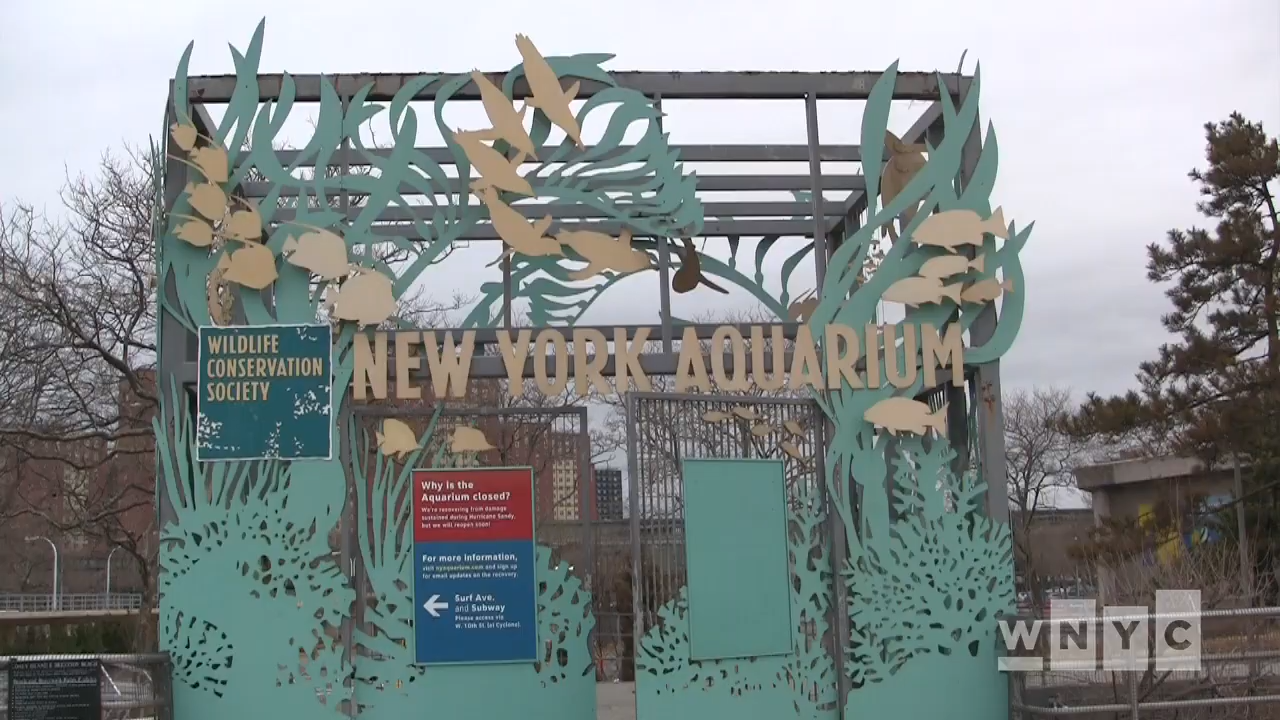 WILDLIFE
CONSERVATION
SOCIETY
NEW YORK AQUARIUM
Why is the
Aquarium closed?
We're recovering from damage
sustained during Hurricane Sandy,
but we will reopen soon!
For more information,
visit nyaquarium.com and sign up
for email updates on the recovery.
Surf Ave.
and Subway
Please access via
W. 10th St. (at Cyclone).
WNYC